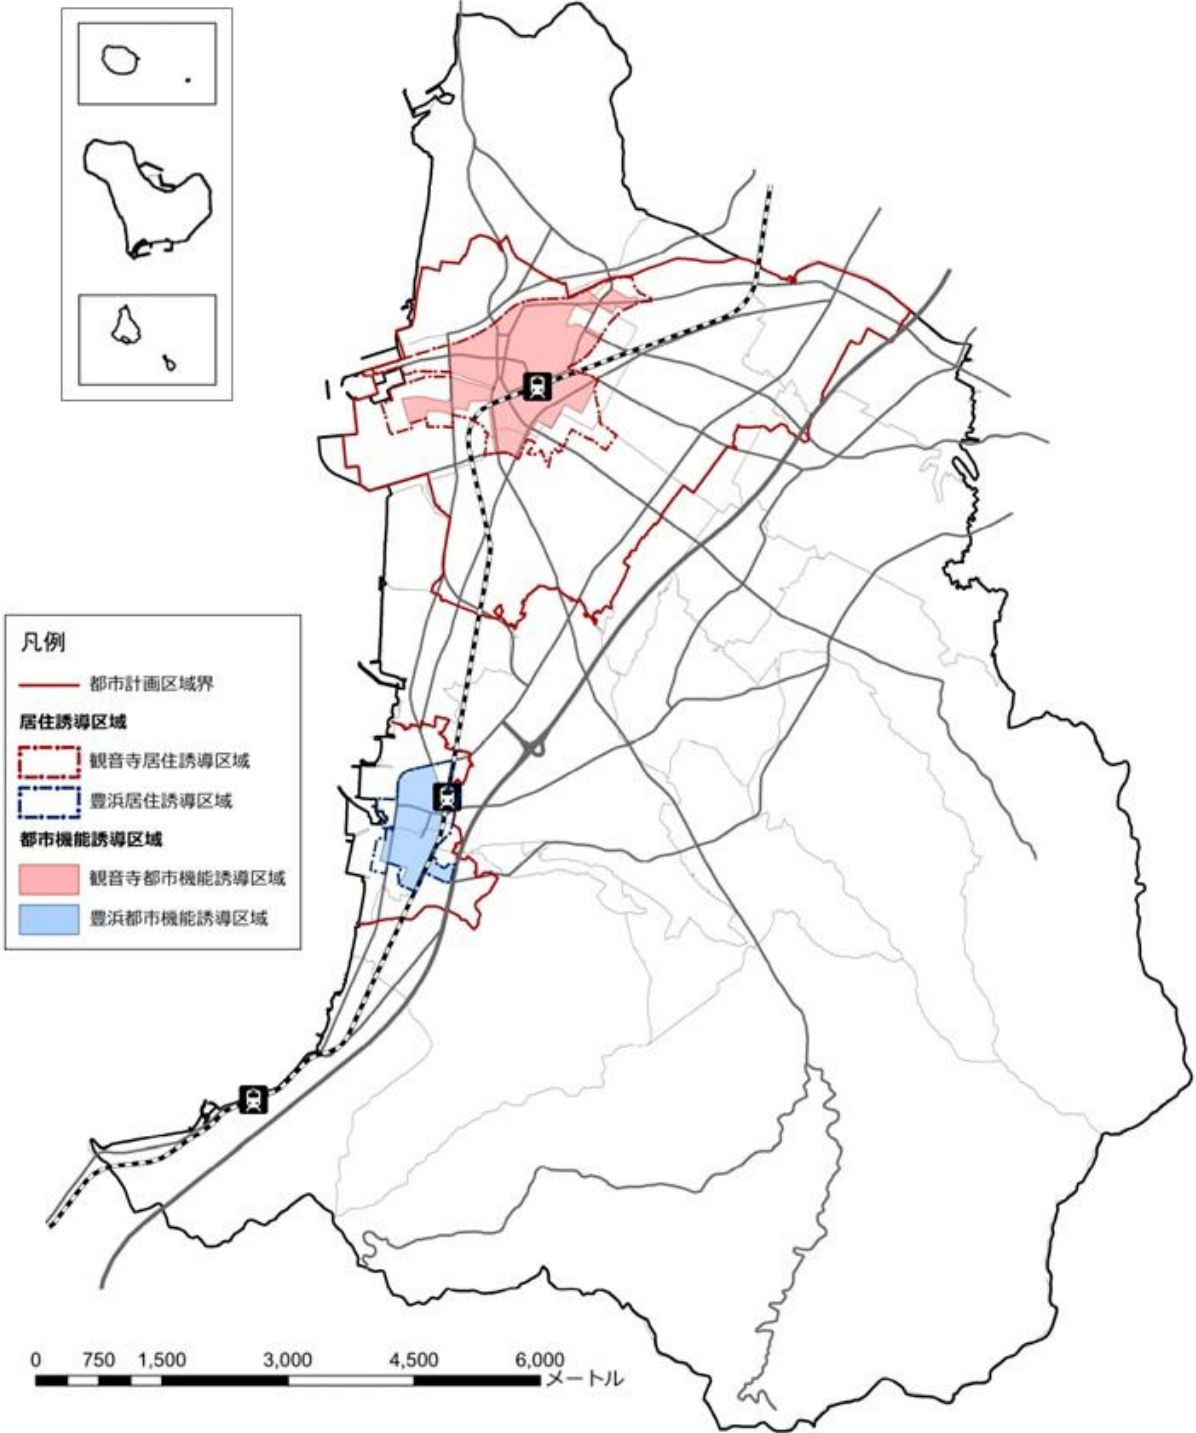 凡例
都市計画区域界
居住誘導区域
観音寺居住誘導区域
豊浜居住誘導区域
都市機能誘導区域
観音寺都市機能誘導区域
豊浜都市機能誘導区域
0 750 1,500 3,000 4,500 6,000
メートル